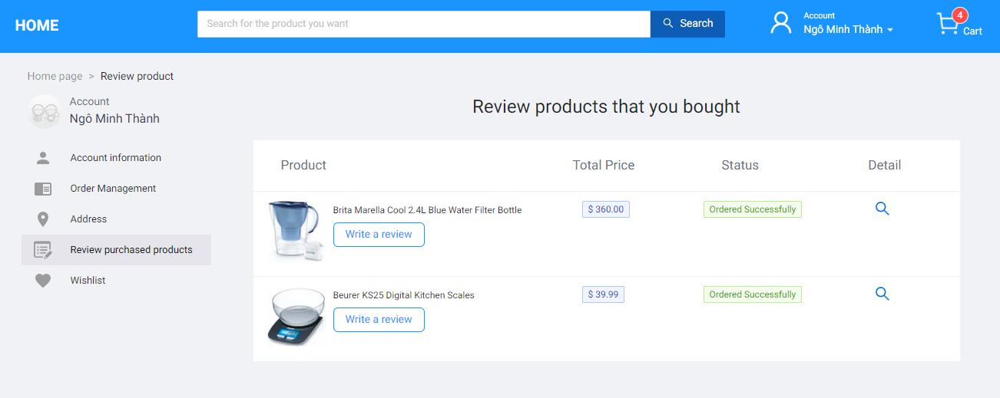 HOME
Search for the product you want
Search
Account
Ngô Minh Thành
4
Cart
Home page > Review product
Account
Ngô Minh Thành
Review products that you bought
Account information
Order Management
Address
Review purchased products
Wishlist
Product Total Price Status Detail
Brita Marella Cool 2.4L Blue Water Filter Bottle $ 360.00 Ordered Successfully
Write a review
Beurer KS25 Digital Kitchen Scales $ 39.99 Ordered Successfully
Write a review